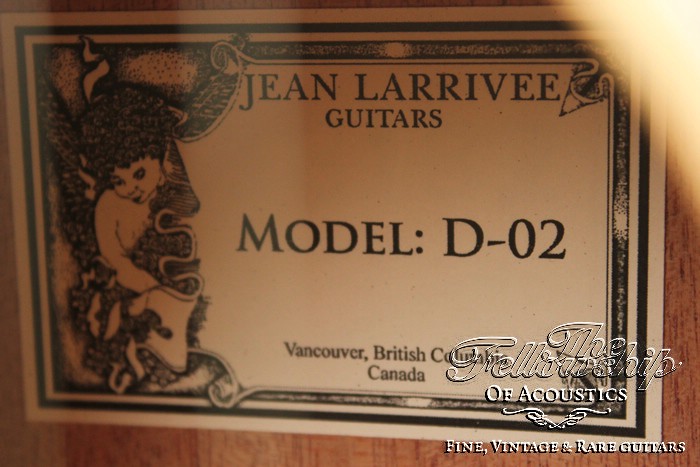 JEAN LARRIVEE
GUITARS
MODEL: D-02
Vancouver, British Columbia
Canada
The
Fellowship
OF ACOUSTICS
FINE, VINTAGE & RARE GUITARS